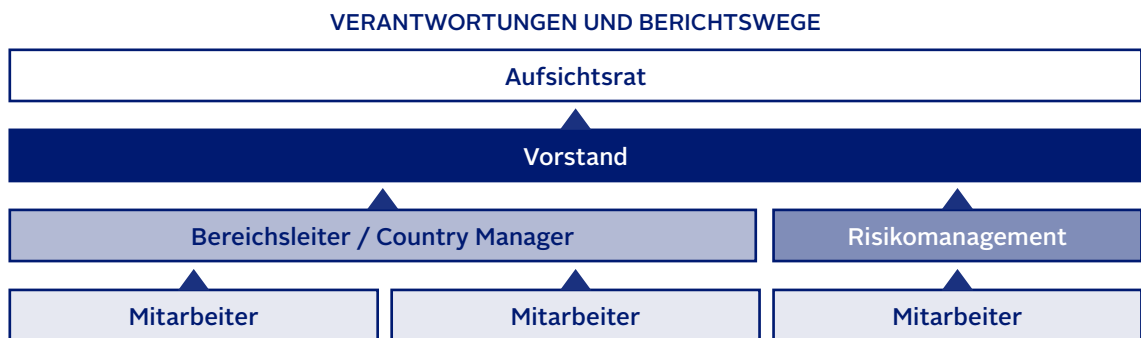 VERANTWORTUNGEN UND BERICHTSWEGE
Aufsichtsrat
Vorstand
Bereichsleiter / Country Manager
Risikomanagement
Mitarbeiter
Mitarbeiter
Mitarbeiter